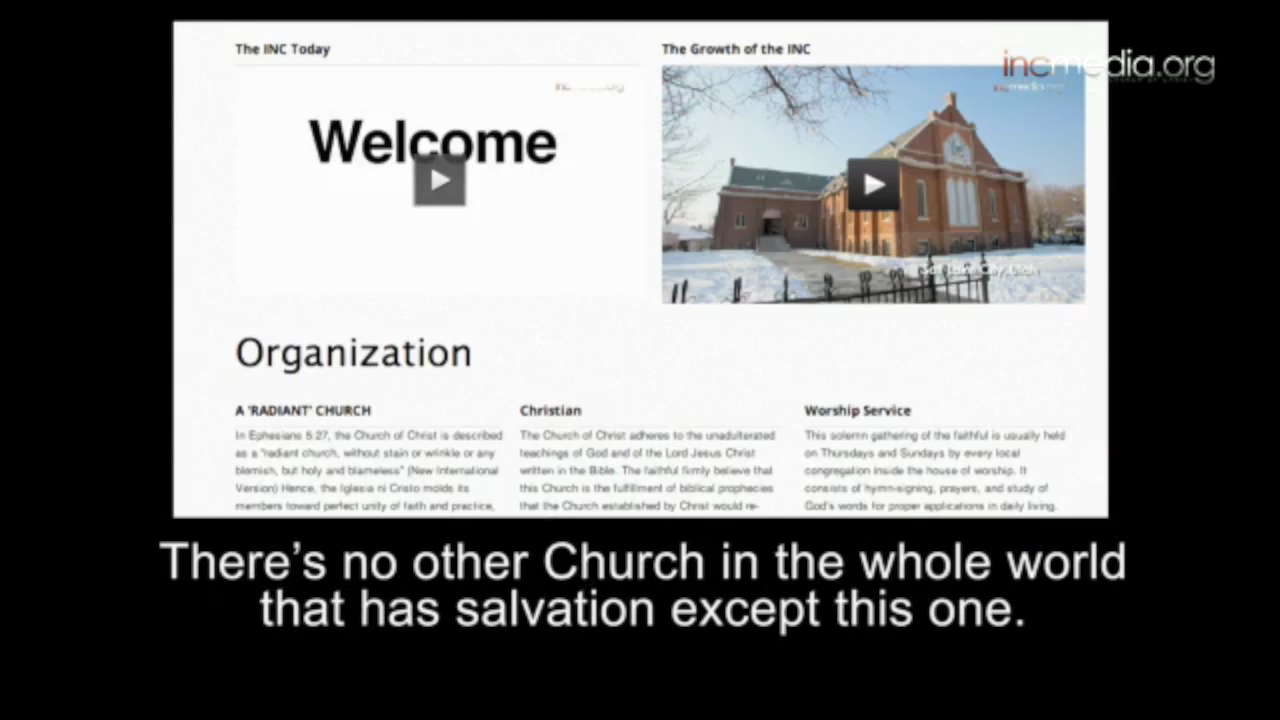 The INC Today
The Growth of the INC
incmedia.org
incmedia.org
Welcome
Salt Lake City, Utah
Organization
A 'RADIANT' CHURCH
In Ephesians 5:27, the Church of Christ is described
as a "radiant church, without stain or wrinkle or any
blemish, but holy and blameless" (New International
Version) Hence, the Iglesia ni Cristo molds its
members toward perfect unity of faith and practice,
Christian
The Church of Christ adheres to the unadulterated
teachings of God and of the Lord Jesus Christ
written in the Bible. The faithful firmly believe that
this Church is the fulfillment of biblical prophecies
that the Church established by Christ would re-
Worship Service
This solemn gathering of the faithful is usually held
on Thursdays and Sundays by every local
congregation inside the house of worship. It
consists of hymn-signing, prayers, and study of
God's words for proper applications in daily living.
There's no other Church in the whole world
that has salvation except this one.